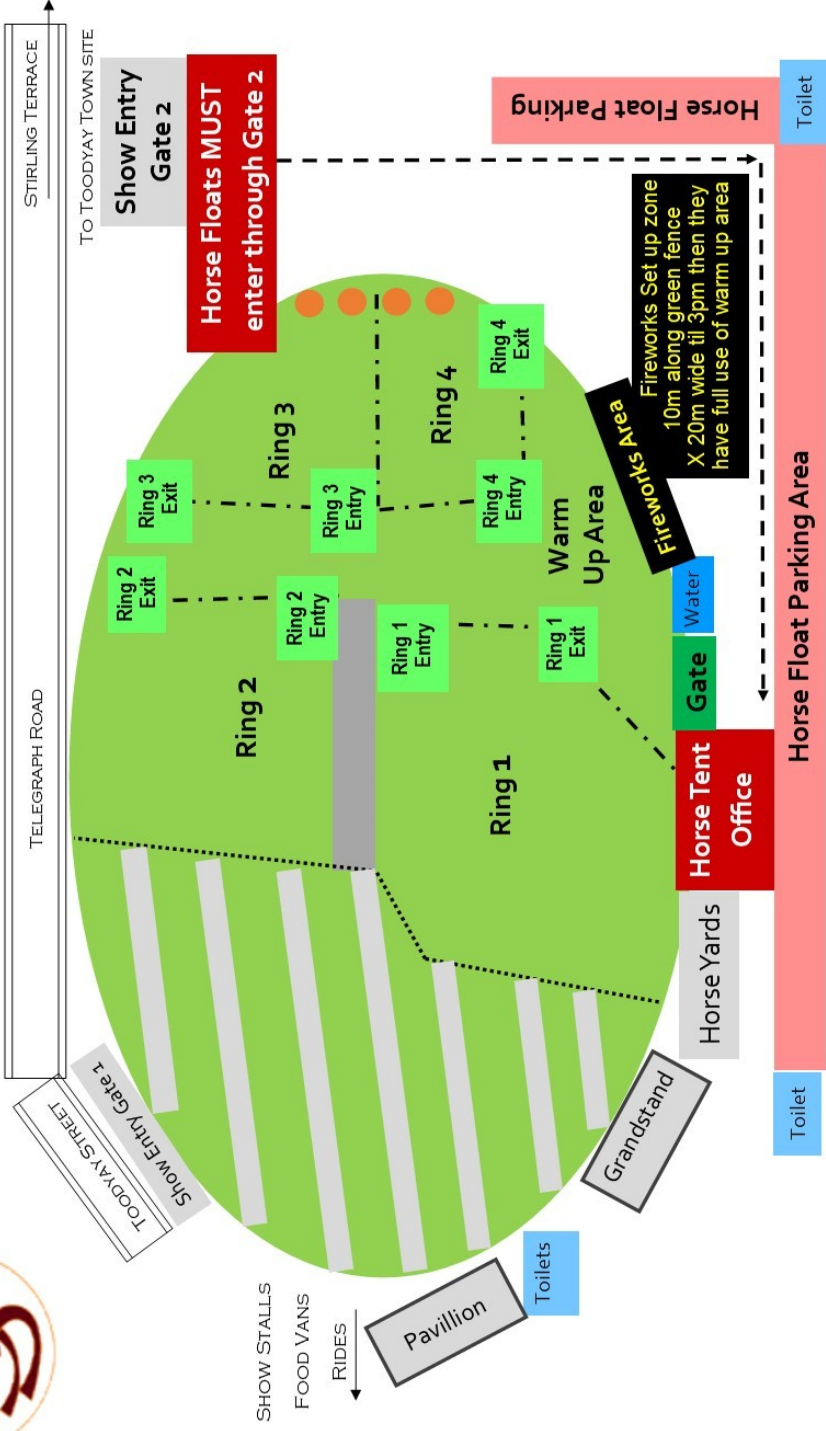 TELEGRAPH ROAD
STIRLING TERRACE
TO TOODYAY TOWN SITE
TOODYAY STREET
Show Entry Gate 1
Show Entry
Gate 2
Horse Floats MUST
enter through Gate 2
SHOW STALLS
FOOD VANS
RIDES
Pavillion
Toilets
Grandstand
Ring 2
Ring 2
Exit
Ring 2
Entry
Ring 3
Exit
Ring 3
Ring 3
Entry
Ring 1
Ring 1
Entry
Ring 1
Exit
Ring 4
Ring 4
Entry
Ring 4
Exit
Warm
Up Area
Fireworks Area
Fireworks Set up zone
10m along green fence
X 20m wide til 3pm then they
have full use of warm up area
Horse Yards
Horse Tent
Office
Gate
Water
Horse Float Parking
Toilet
Horse Float Parking Area
Toilet